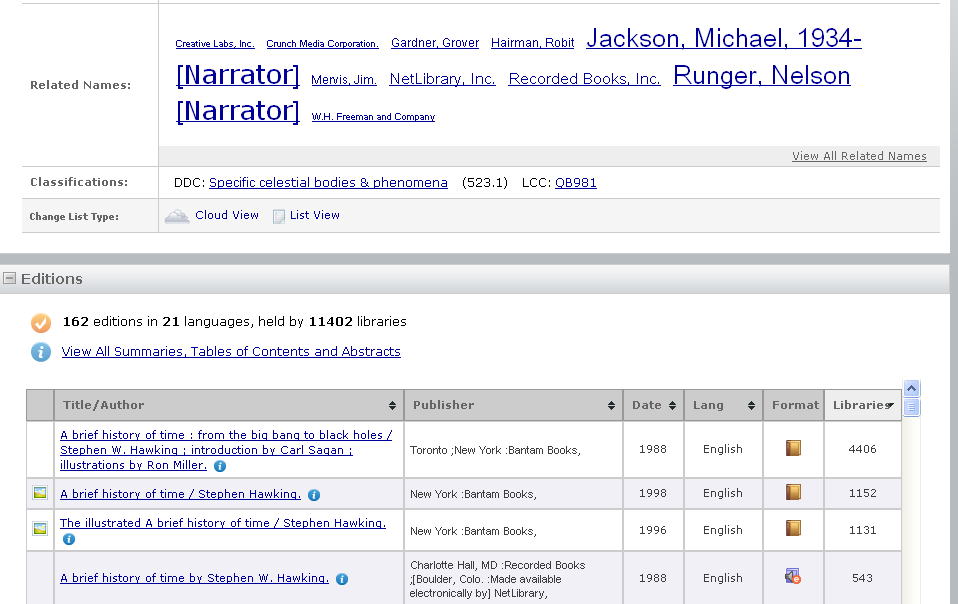 Related Names:
Creative Labs, Inc. Crunch Media Corporation. Gardner, Grover Hairman, Robit Jackson, Michael, 1934-
[Narrator] Mervis, Jim. NetLibrary, Inc. Recorded Books, Inc. Runger, Nelson
[Narrator] W.H. Freeman and Company
View All Related Names
Classifications: DDC: Specific celestial bodies & phenomena (523.1) LCC: QB981
Change List Type: Cloud View List View
Editions
162 editions in 21 languages, held by 11402 libraries
View All Summaries, Tables of Contents and Abstracts
Title/Author Publisher Date Lang Format Libraries
A brief history of time : from the big bang to black holes /
Stephen W. Hawking ; introduction by Carl Sagan ;
illustrations by Ron Miller.
Toronto ;New York :Bantam Books, 1988 English 4406
A brief history of time / Stephen Hawking. New York :Bantam Books, 1998 English 1152
The illustrated A brief history of time / Stephen Hawking.
New York :Bantam Books, 1996 English 1131
A brief history of time by Stephen W. Hawking.
Charlotte Hall, MD :Recorded Books
;[Boulder, Colo. :Made available
electronically by] NetLibrary,
1988 English 543